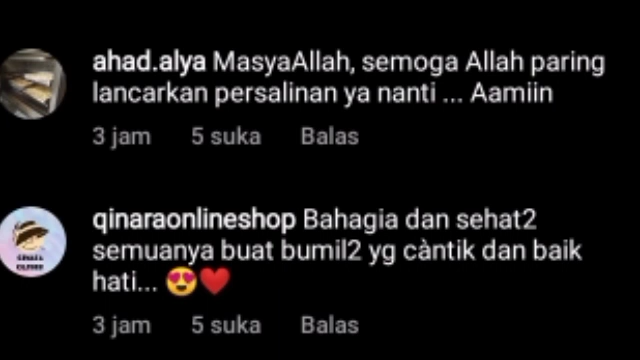 ahad.alya MasyaAllah, semoga Allah paring
lancarkan persalinan ya nanti ... Aamiin
3 jam 5 suka Balas
qinaraonlineshop Bahagia dan sehat2
semuanya buat bumil2 yg càntik dan baik
hati... 😍❤️
3 jam 5 suka Balas